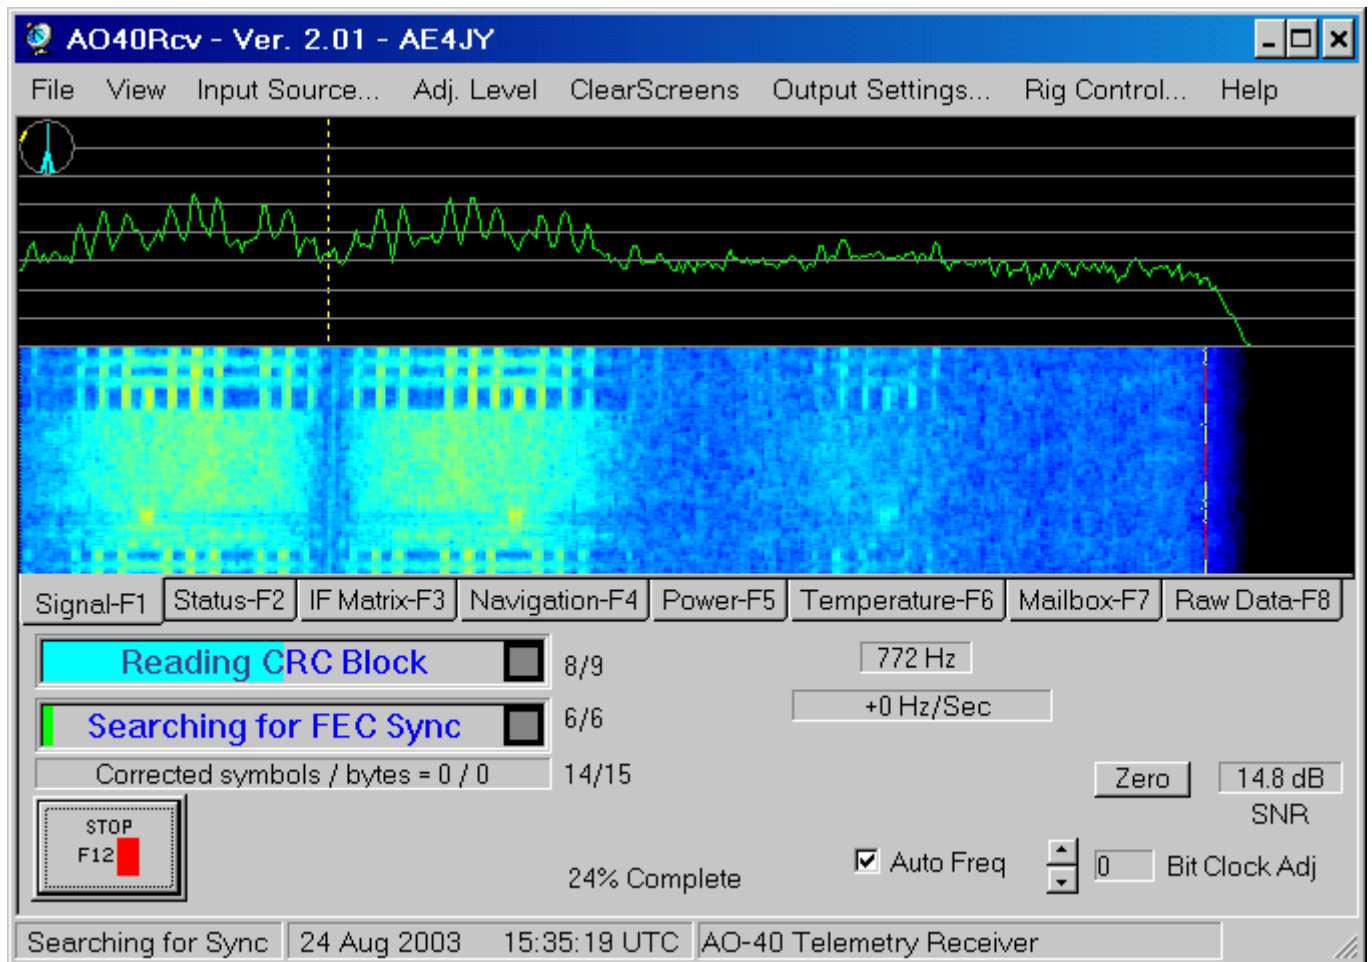 AO40Rcv - Ver. 2.01 - AE4JY
File View Input Source... Adj. Level ClearScreens Output Settings... Rig Control... Help
Signal-F1 Status-F2 IF Matrix-F3 Navigation-F4 Power-F5 Temperature-F6 Mailbox-F7 Raw Data-F8
Reading CRC Block 8/9 772 Hz
+0 Hz/Sec
Searching for FEC Sync 6/6
Corrected symbols / bytes = 0 / 0 14/15 Zero 14.8 dB
SNR
STOP
F12
24% Complete Auto Freq 0 Bit Clock Adj
Searching for Sync 24 Aug 2003 15:35:19 UTC AO-40 Telemetry Receiver